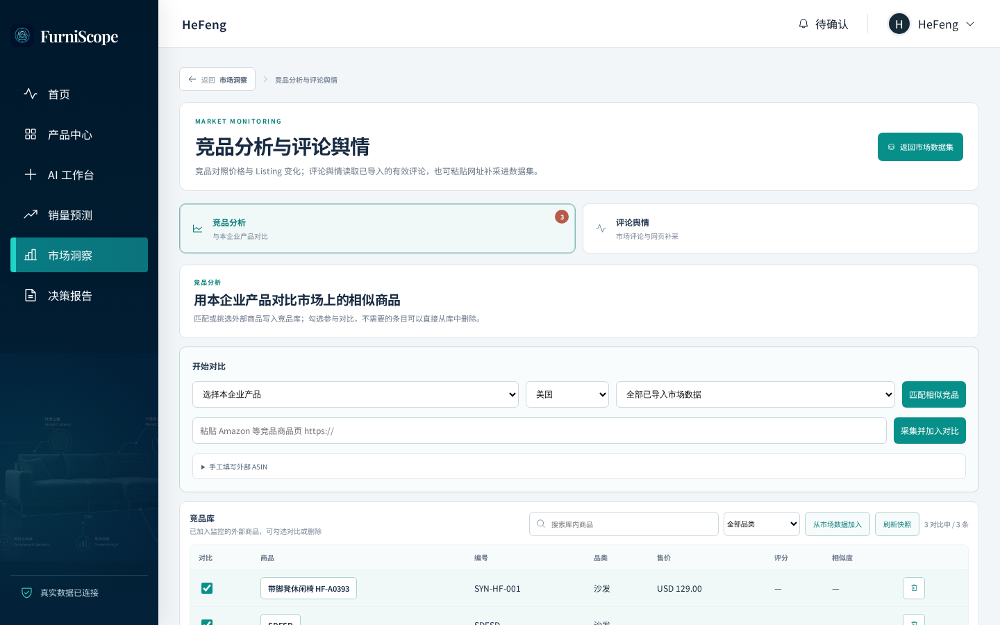 FurniScope
首页
产品中心
AI 工作台
销量预测
市场洞察
决策报告
真实数据已连接
HeFeng
待确认
H
HeFeng
返回 市场洞察
竞品分析与评论舆情
MARKET MONITORING
竞品分析与评论舆情
竞品对照价格与 Listing 变化；评论舆情读取已导入的有效评论，也可粘贴网址补采进数据集。
返回市场数据集
竞品分析
与本企业产品对比
3
评论舆情
市场评论与网页补采
竞品分析
用本企业产品对比市场上的相似商品
匹配或挑选外部商品写入竞品库；勾选参与对比，不需要的条目可以直接从库中删除。
开始对比
选择本企业产品
美国
全部已导入市场数据
匹配相似竞品
粘贴 Amazon 等竞品商品页 https://
采集并加入对比
手工填写外部 ASIN
竞品库
已加入监控的外部商品，可勾选对比或删除
搜索库内商品
全部品类
从市场数据加入
刷新快照
3 对比中 / 3 条
对比 商品 编号 品类 售价 评分 相似度
带脚凳休闲椅 HF-A0393 SYN-HF-001 沙发 USD 129.00 — —
SDFSD SDFSD 沙发